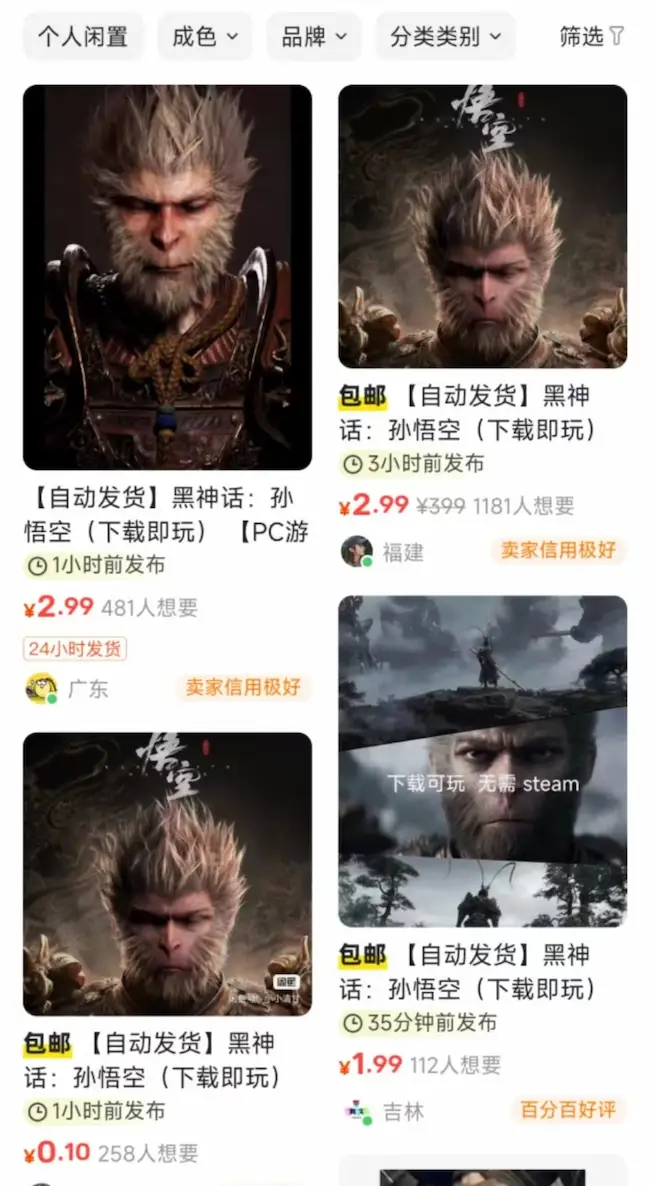 个人闲置
成色
品牌
分类类别
筛选
【自动发货】黑神话：孙
悟空（下载即玩） 【PC游
1小时前发布
¥2.99 481人想要
24小时发货
广东
卖家信用极好
悟空
包邮 【自动发货】黑神
话：孙悟空（下载即玩）
3小时前发布
¥2.99 ¥399 1181人想要
福建
卖家信用极好
悟空
闲鱼
包邮 【自动发货】黑神
话：孙悟空（下载即玩）
1小时前发布
¥0.10 258人想要
下载可玩 无需 steam
包邮 【自动发货】黑神
话：孙悟空（下载即玩）
35分钟前发布
¥1.99 112人想要
吉林
百分百好评